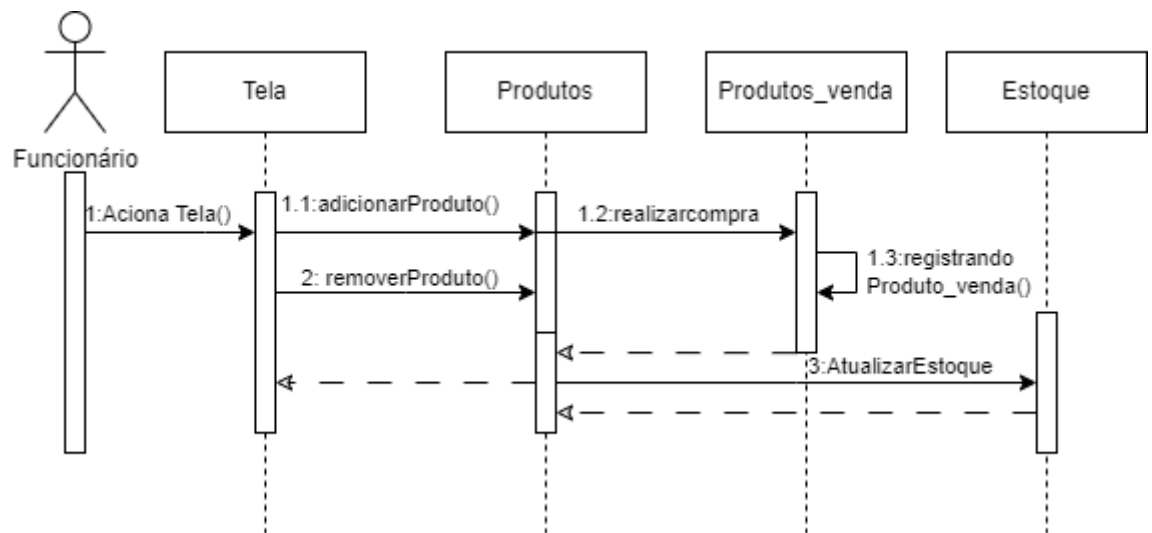 Tela
Produtos
Produtos_venda
Estoque
Funcionário
1:Aciona Tela()
1.1:adicionarProduto()
1.2:realizarcompra
1.3:registrando
Produto_venda()
2: removerProduto()
3:AtualizarEstoque